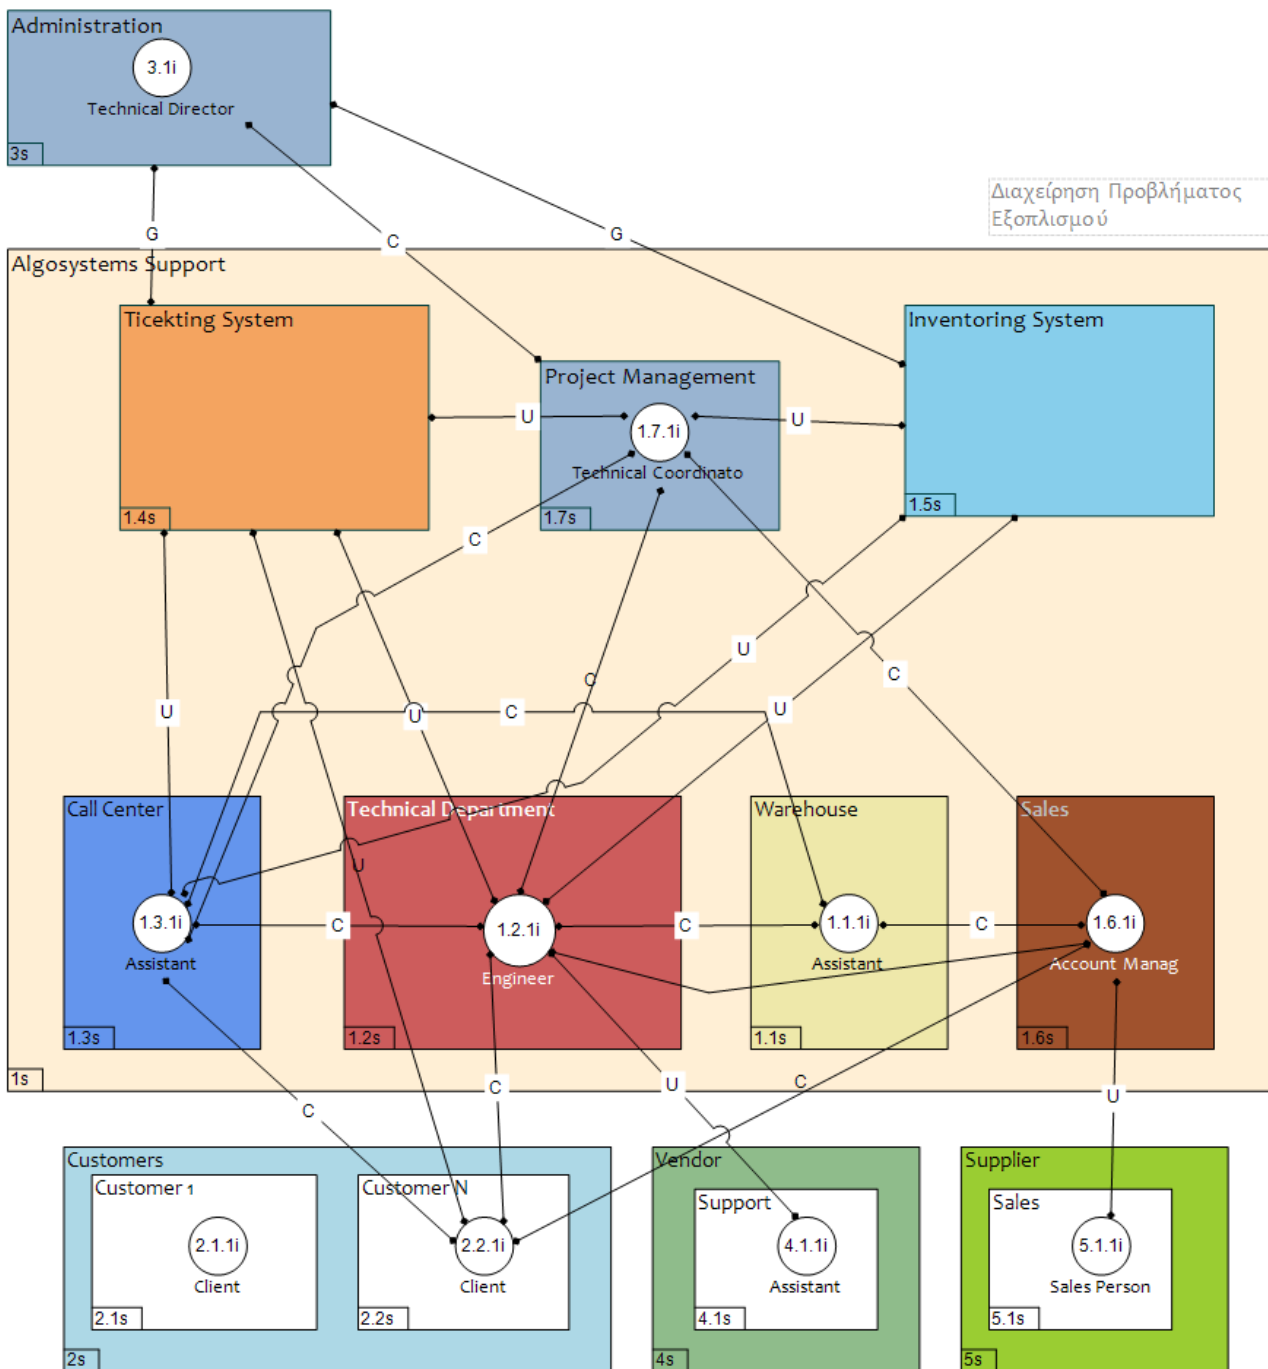 Administration
3.1i
Technical Director
3s
G
C
G
Διαχείρηση Προβλήματος
Εξοπλισμού
Algosystems Support
Ticekting System
Inventoring System
Project Management
U
U
1.7.1i
Technical Coordinato
1.4s
1.7s
1.5s
C
U
C
C
U
U
C
U
Call Center
Technical Department
Warehouse
Sales
U
1.3.1i
C
1.2.1i
C
1.1.1i
C
1.6.1i
Assistant
Engineer
Assistant
Account Manag
1.3s
1.2s
1.1s
1.6s
1s
C
C
U
C
U
Customers
Vendor
Supplier
Customer 1
Customer N
Support
Sales
2.1.1i
2.2.1i
4.1.1i
5.1.1i
Client
Client
Assistant
Sales Person
2.1s
2.2s
4.1s
5.1s
2s
4s
5s